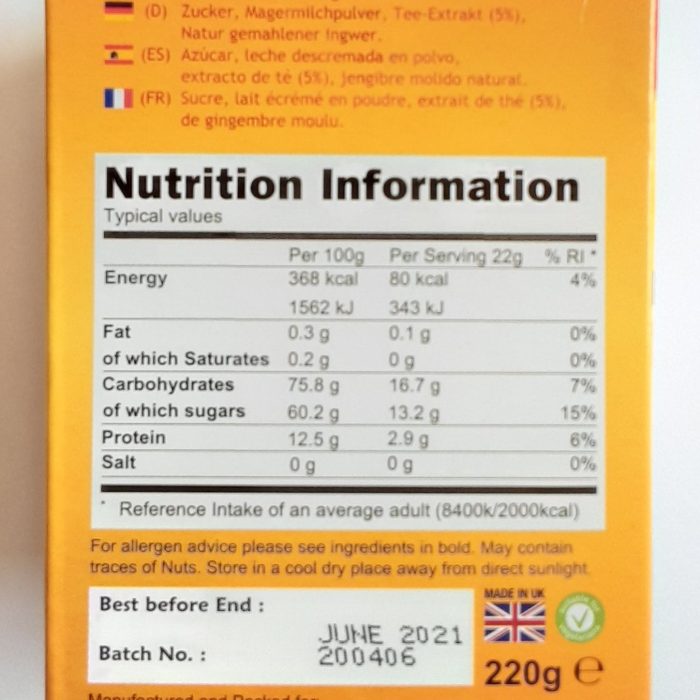 (D) Zucker, Magermilchpulver, Tee-Extrakt (5%),
Natur gemahlener Ingwer.
(ES) Azúcar, leche descremada en polvo,
extracto de té (5%), jengibre molido natural.
(FR) Sucre, lait écrémé en poudre, extrait de thé (5%),
de gingembre moulu.
Nutrition Information
Typical values
Per 100g Per Serving 22g % RI *
Energy 368 kcal 80 kcal 4%
1562 kJ 343 kJ
Fat 0.3 g 0.1 g 0%
of which Saturates 0.2 g 0 g 0%
Carbohydrates 75.8 g 16.7 g 7%
of which sugars 60.2 g 13.2 g 15%
Protein 12.5 g 2.9 g 6%
Salt 0 g 0 g 0%
* Reference Intake of an average adult (8400k/2000kcal)
For allergen advice please see ingredients in bold. May contain
traces of Nuts. Store in a cool dry place away from direct sunlight.
Best before End :
JUNE 2021
Batch No. : 200406
MADE IN UK
Suitable for vegetarians
220g e
Manufactured and Packed for